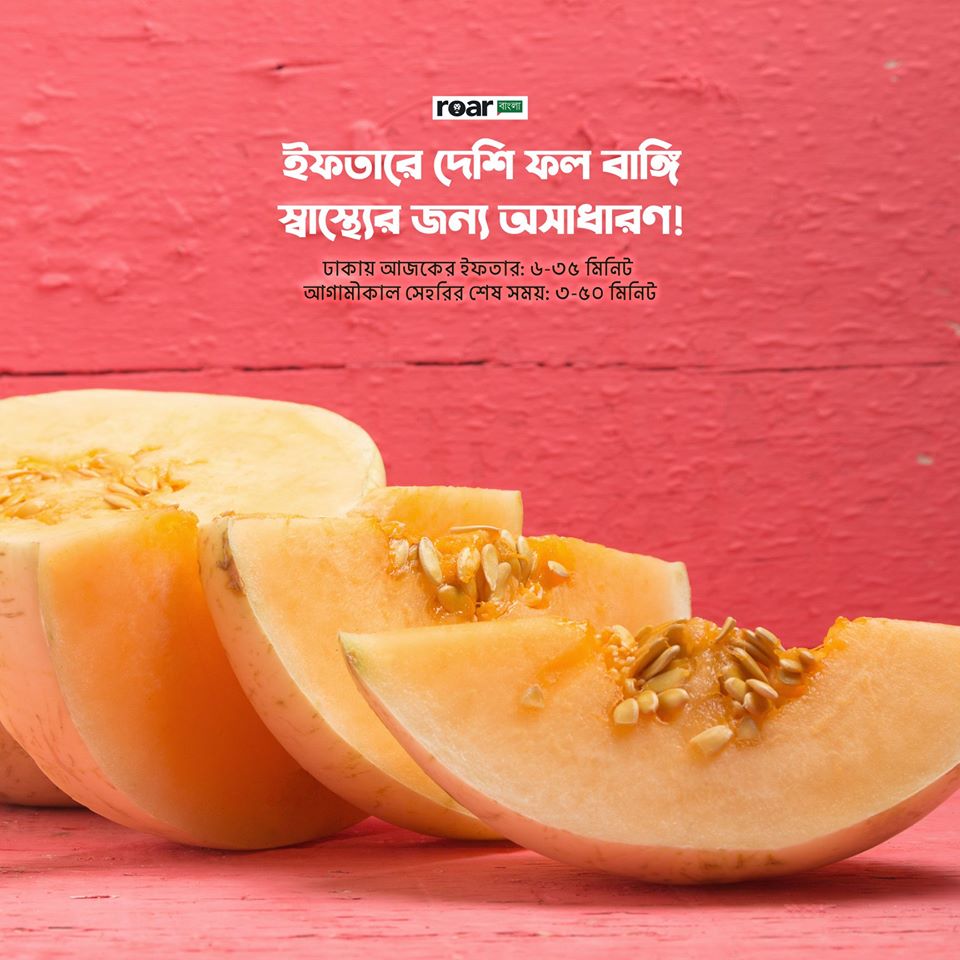 roar বাংলা
ইফতারে দেশি ফল বাঙ্গি
স্বাস্থ্যের জন্য অসাধারণ!
ঢাকায় আজকের ইফতার: ৬-৩৫ মিনিট
আগামীকাল সেহরির শেষ সময়: ৩-৫০ মিনিট